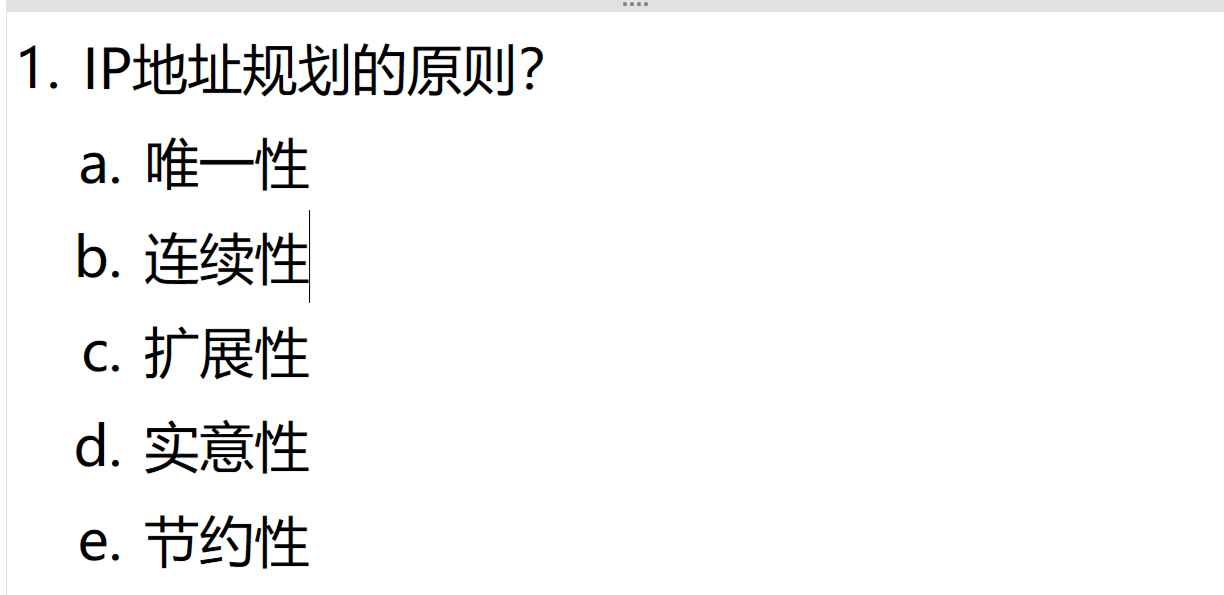 1. IP地址规划的原则?
a. 唯一性
b. 连续性
c. 扩展性
d. 实意性
e. 节约性